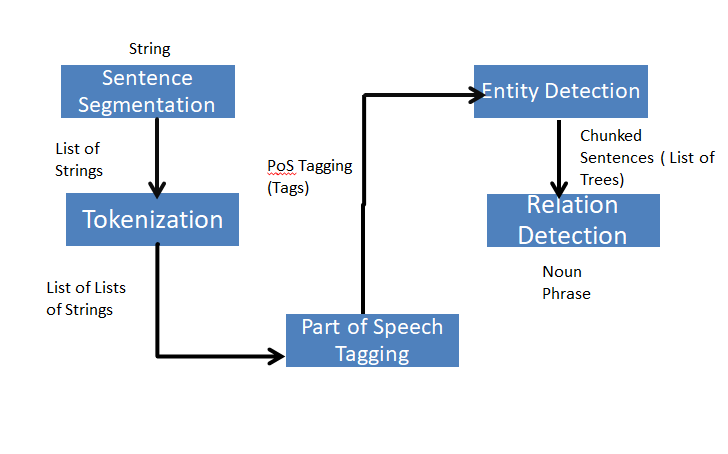 String
Sentence
Segmentation
List of
Strings
Tokenization
List of Lists
of Strings
Part of Speech
Tagging
PoS Tagging
(Tags)
Entity Detection
Chunked
Sentences ( List of
Trees)
Relation
Detection
Noun
Phrase